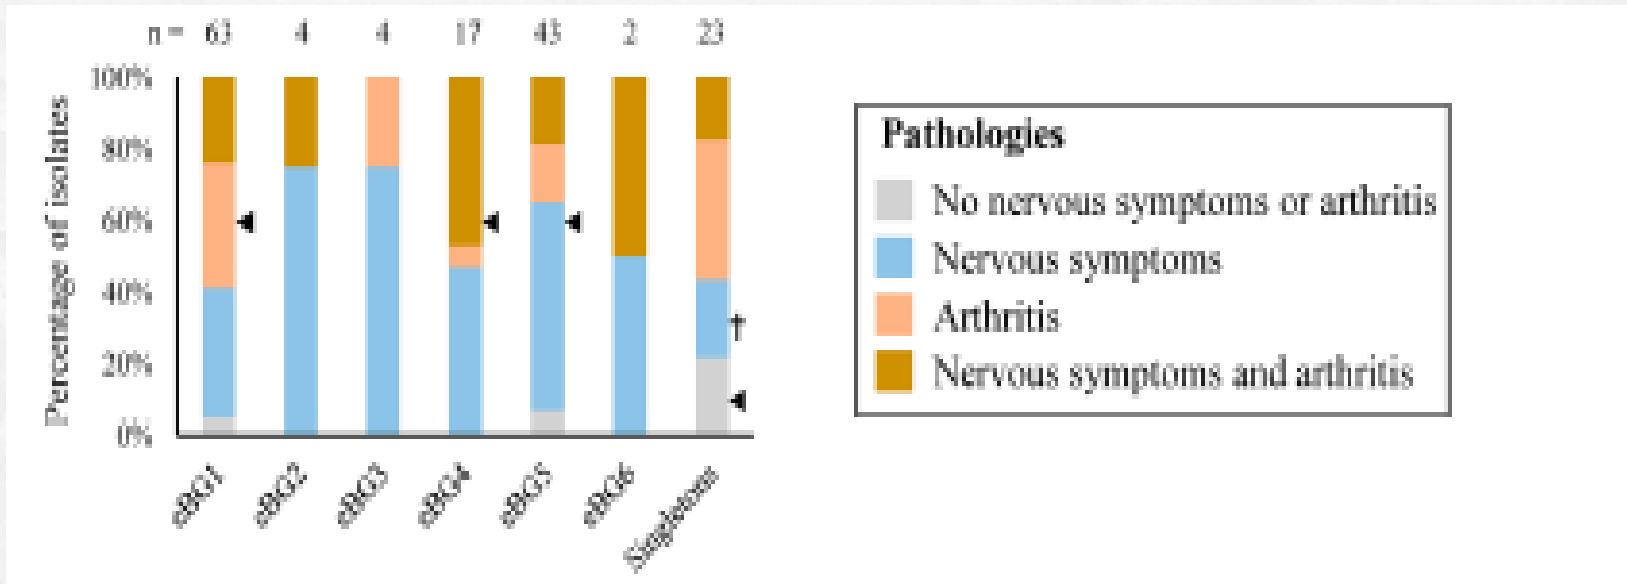 n = 63 4 4 17 43 2 23
100%
80%
60%
40%
20%
0%
Percentage of isolates
eBG1 eBG2 eBG3 eBG4 eBG5 eBG6 Singletons
†
Pathologies
No nervous symptoms or arthritis
Nervous symptoms
Arthritis
Nervous symptoms and arthritis